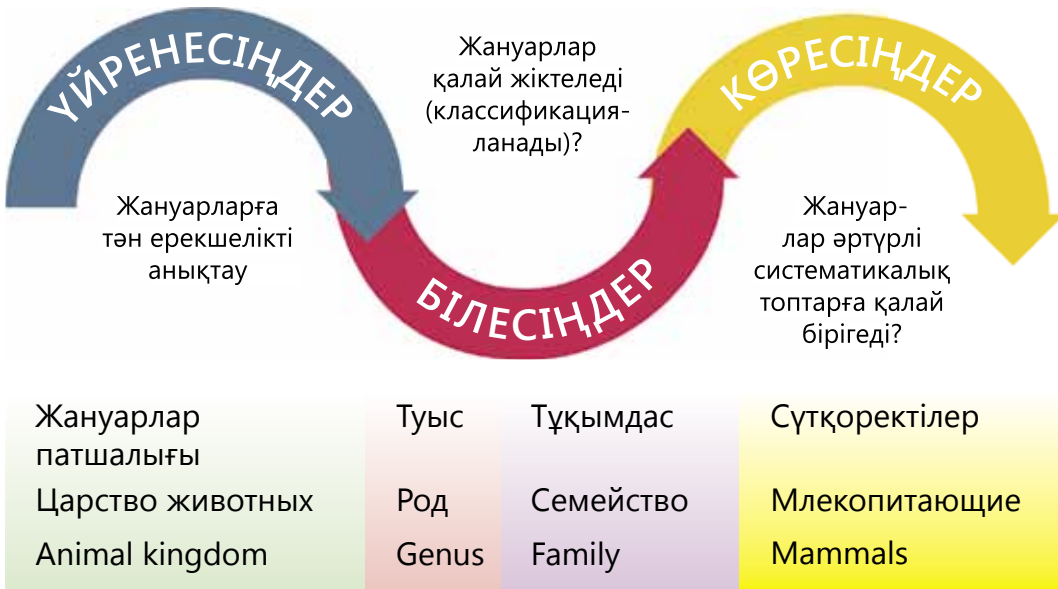 ҮЙРЕНЕСІҢДЕР
Жануарларға
тән ерекшелікті
анықтау
Жануарлар
қалай жіктеледі
(классификация-
ланады)?
БІЛЕСІҢДЕР
КӨРЕСІҢДЕР
Жануар-
лар әртүрлі
систематикалық
топтарға қалай
бірігеді?
Жануарлар
патшалығы
Царство животных
Animal kingdom
Туыс
Род
Genus
Тұқымдас
Семейство
Family
Сүтқоректілер
Млекопитающие
Mammals